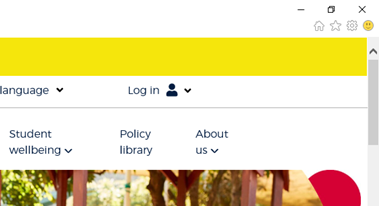 language
Log in
Student Policy About
wellbeing library us